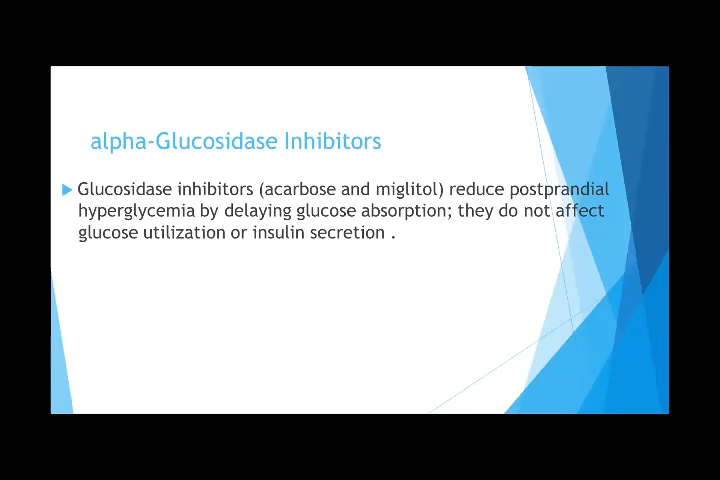 alpha-Glucosidase Inhibitors
Glucosidase inhibitors (acarbose and miglitol) reduce postprandial
hyperglycemia by delaying glucose absorption; they do not affect
glucose utilization or insulin secretion .